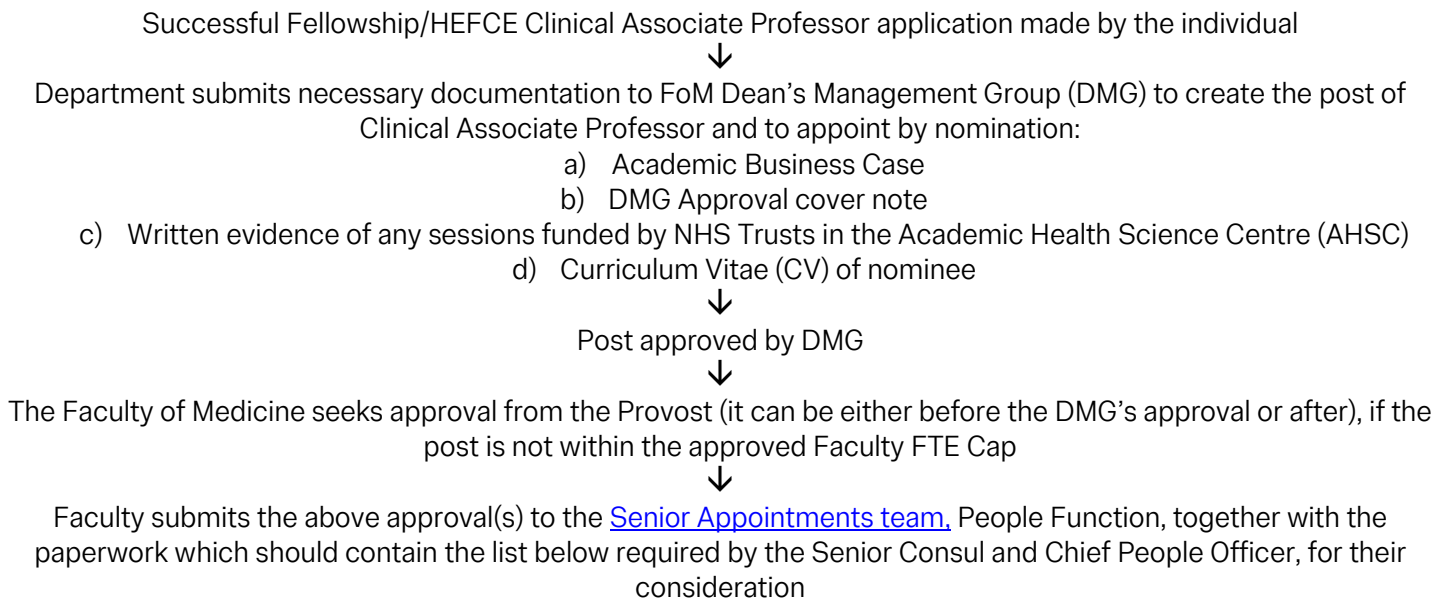 Successful Fellowship/HEFCE Clinical Associate Professor application made by the individual
↓
Department submits necessary documentation to FoM Dean’s Management Group (DMG) to create the post of
Clinical Associate Professor and to appoint by nomination:
a) Academic Business Case
b) DMG Approval cover note
c) Written evidence of any sessions funded by NHS Trusts in the Academic Health Science Centre (AHSC)
d) Curriculum Vitae (CV) of nominee
↓
Post approved by DMG
↓
The Faculty of Medicine seeks approval from the Provost (it can be either before the DMG’s approval or after), if the
post is not within the approved Faculty FTE Cap
↓
Faculty submits the above approval(s) to the Senior Appointments team, People Function, together with the
paperwork which should contain the list below required by the Senior Consul and Chief People Officer, for their
consideration